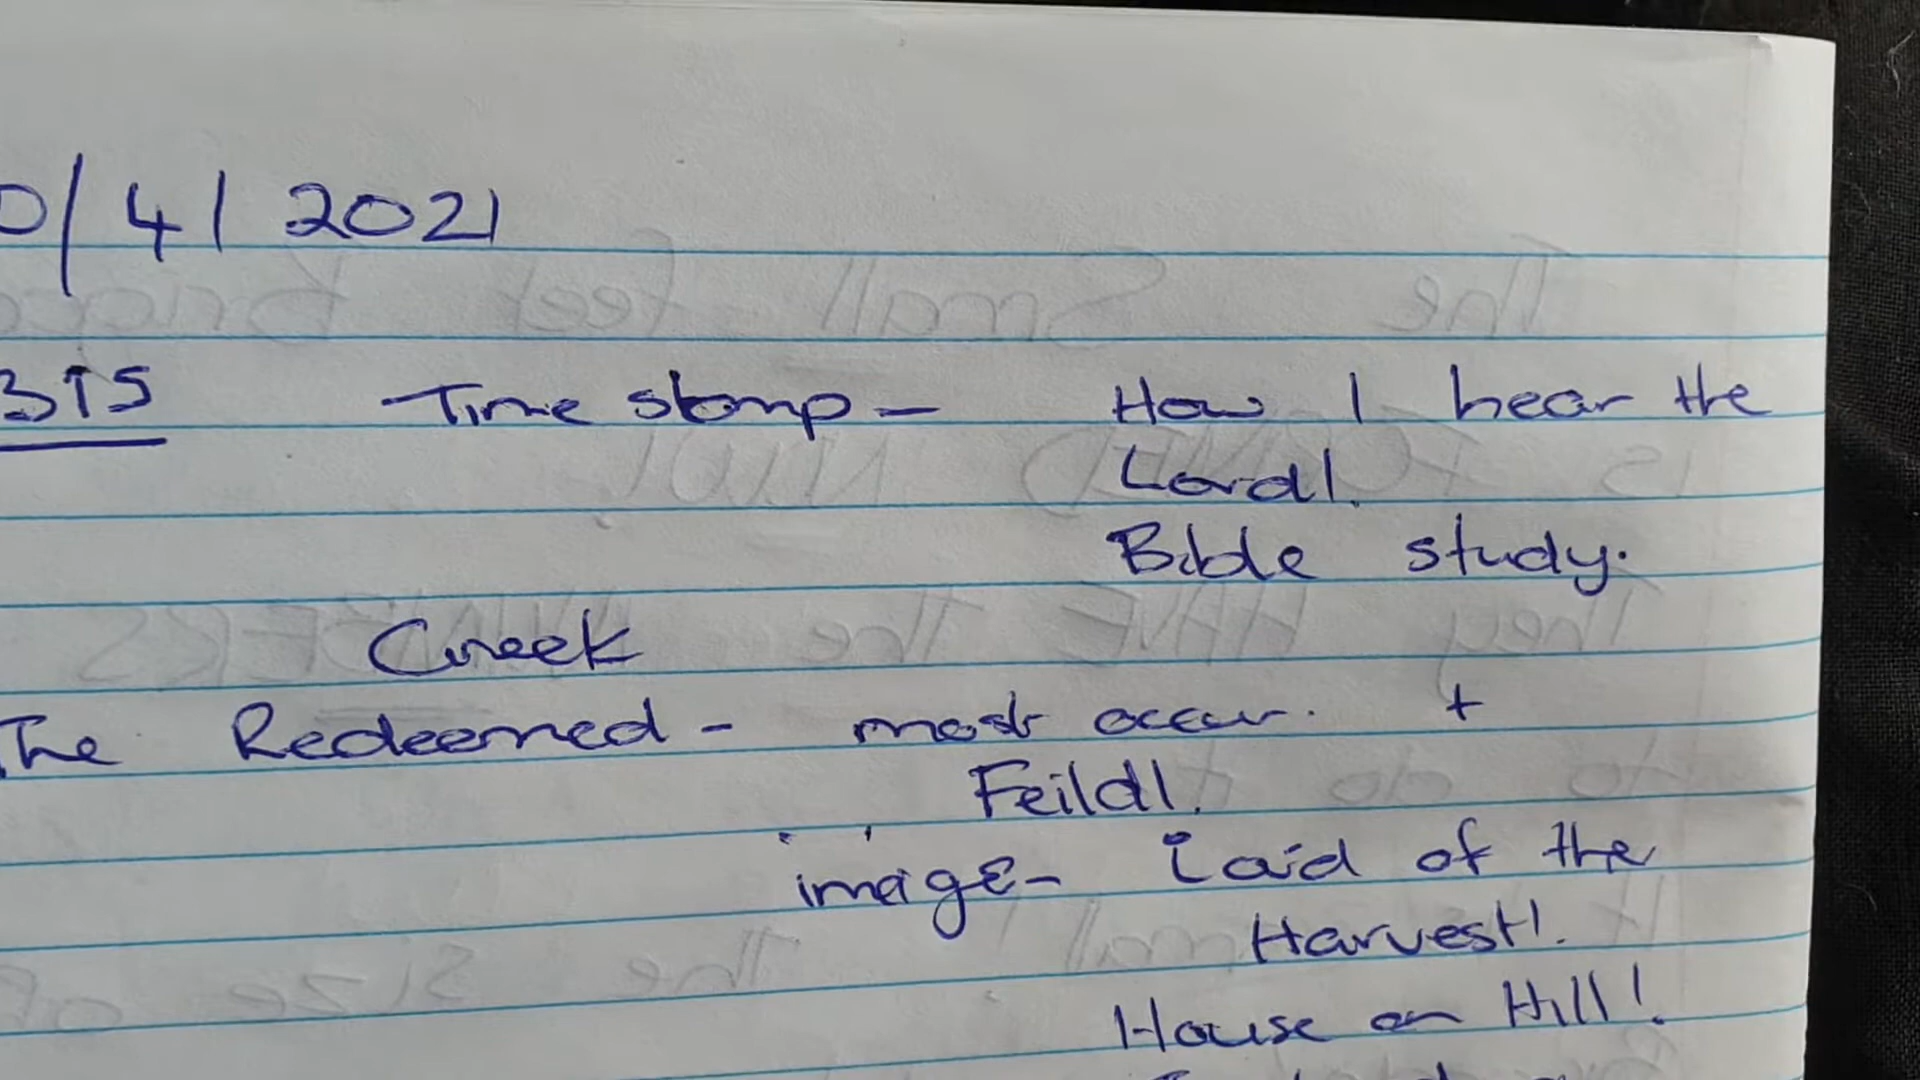 0/4/2021
3TS Time stamp - How I hear the
Lord!.
Bible study.
Creek
The Redeemed - most occur. +
Feild!.
image - Laid of the
Harvest!.
House on Hill!